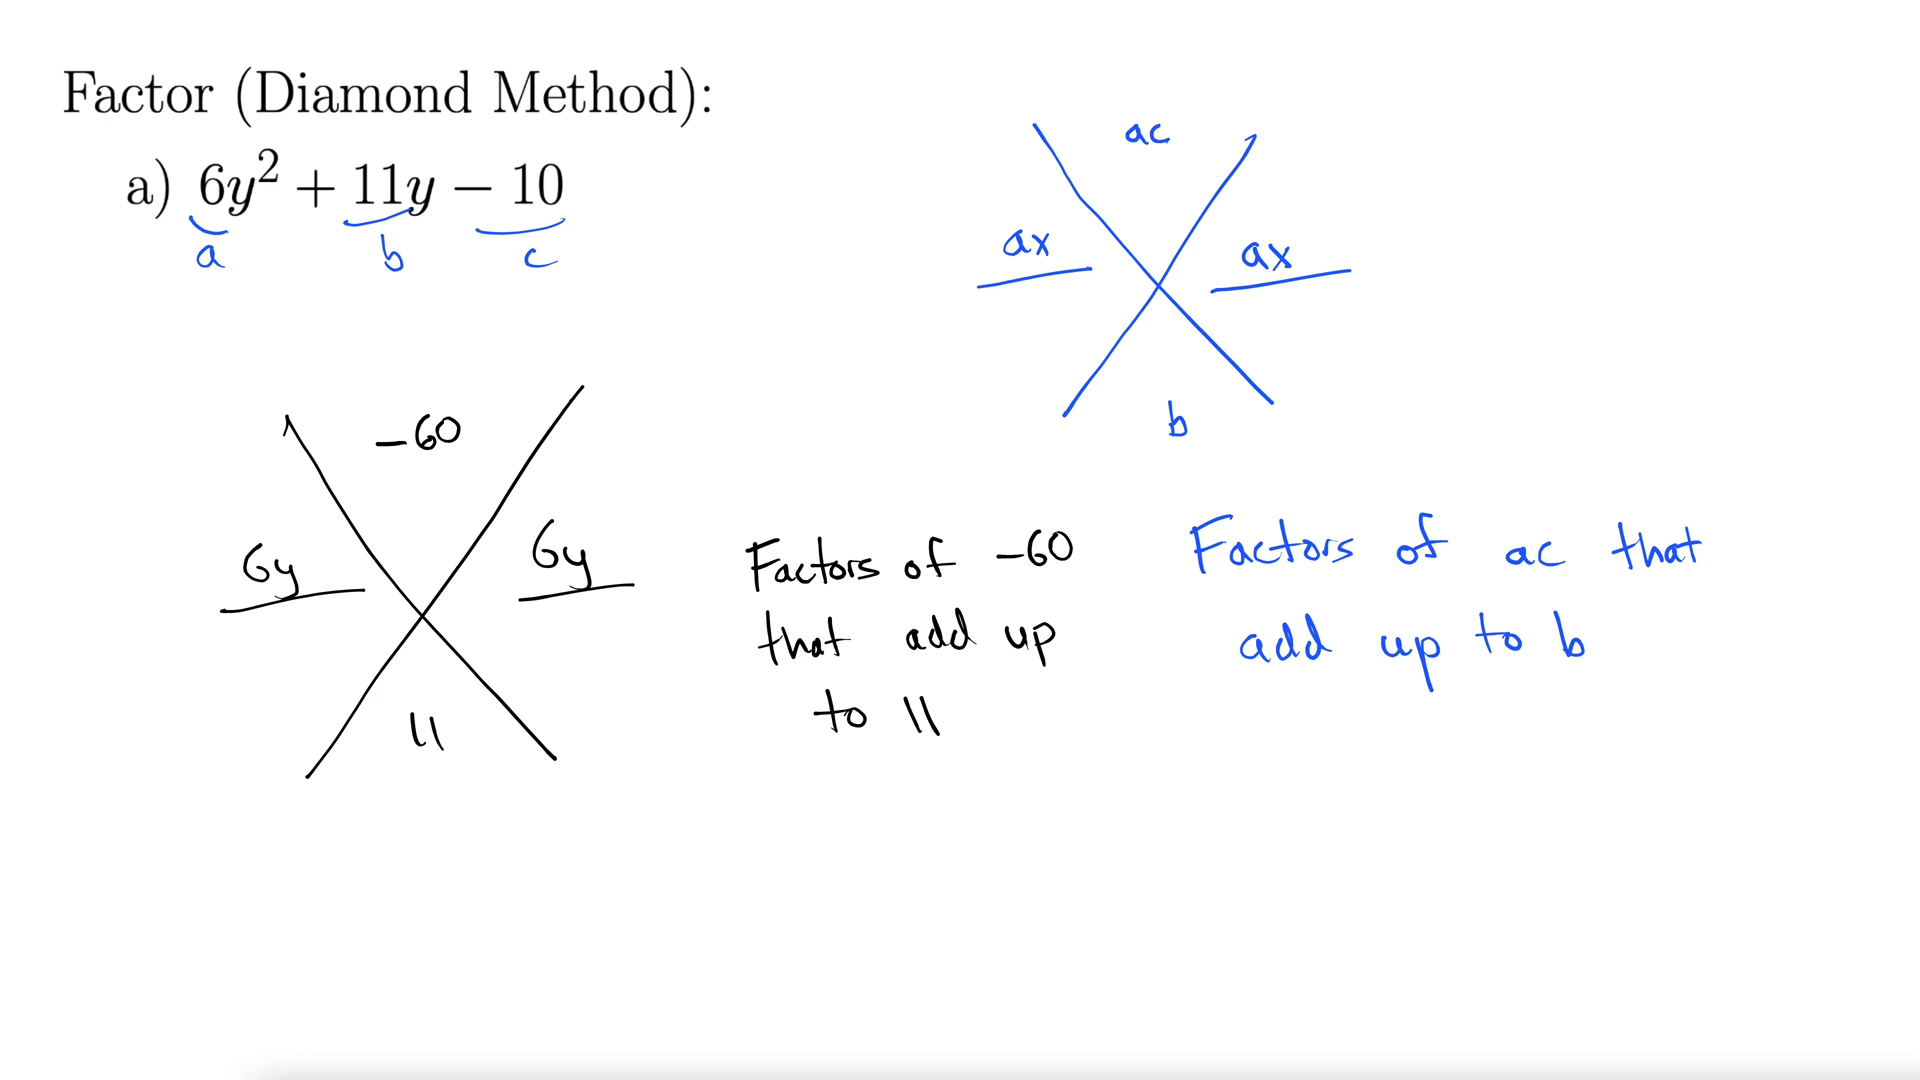 Factor (Diamond Method):
a) 6y² + 11y − 10
a b c
ac
ax ax
b
−60
6y 6y
11
Factors of −60
that add up
to 11
Factors of ac that
add up to b